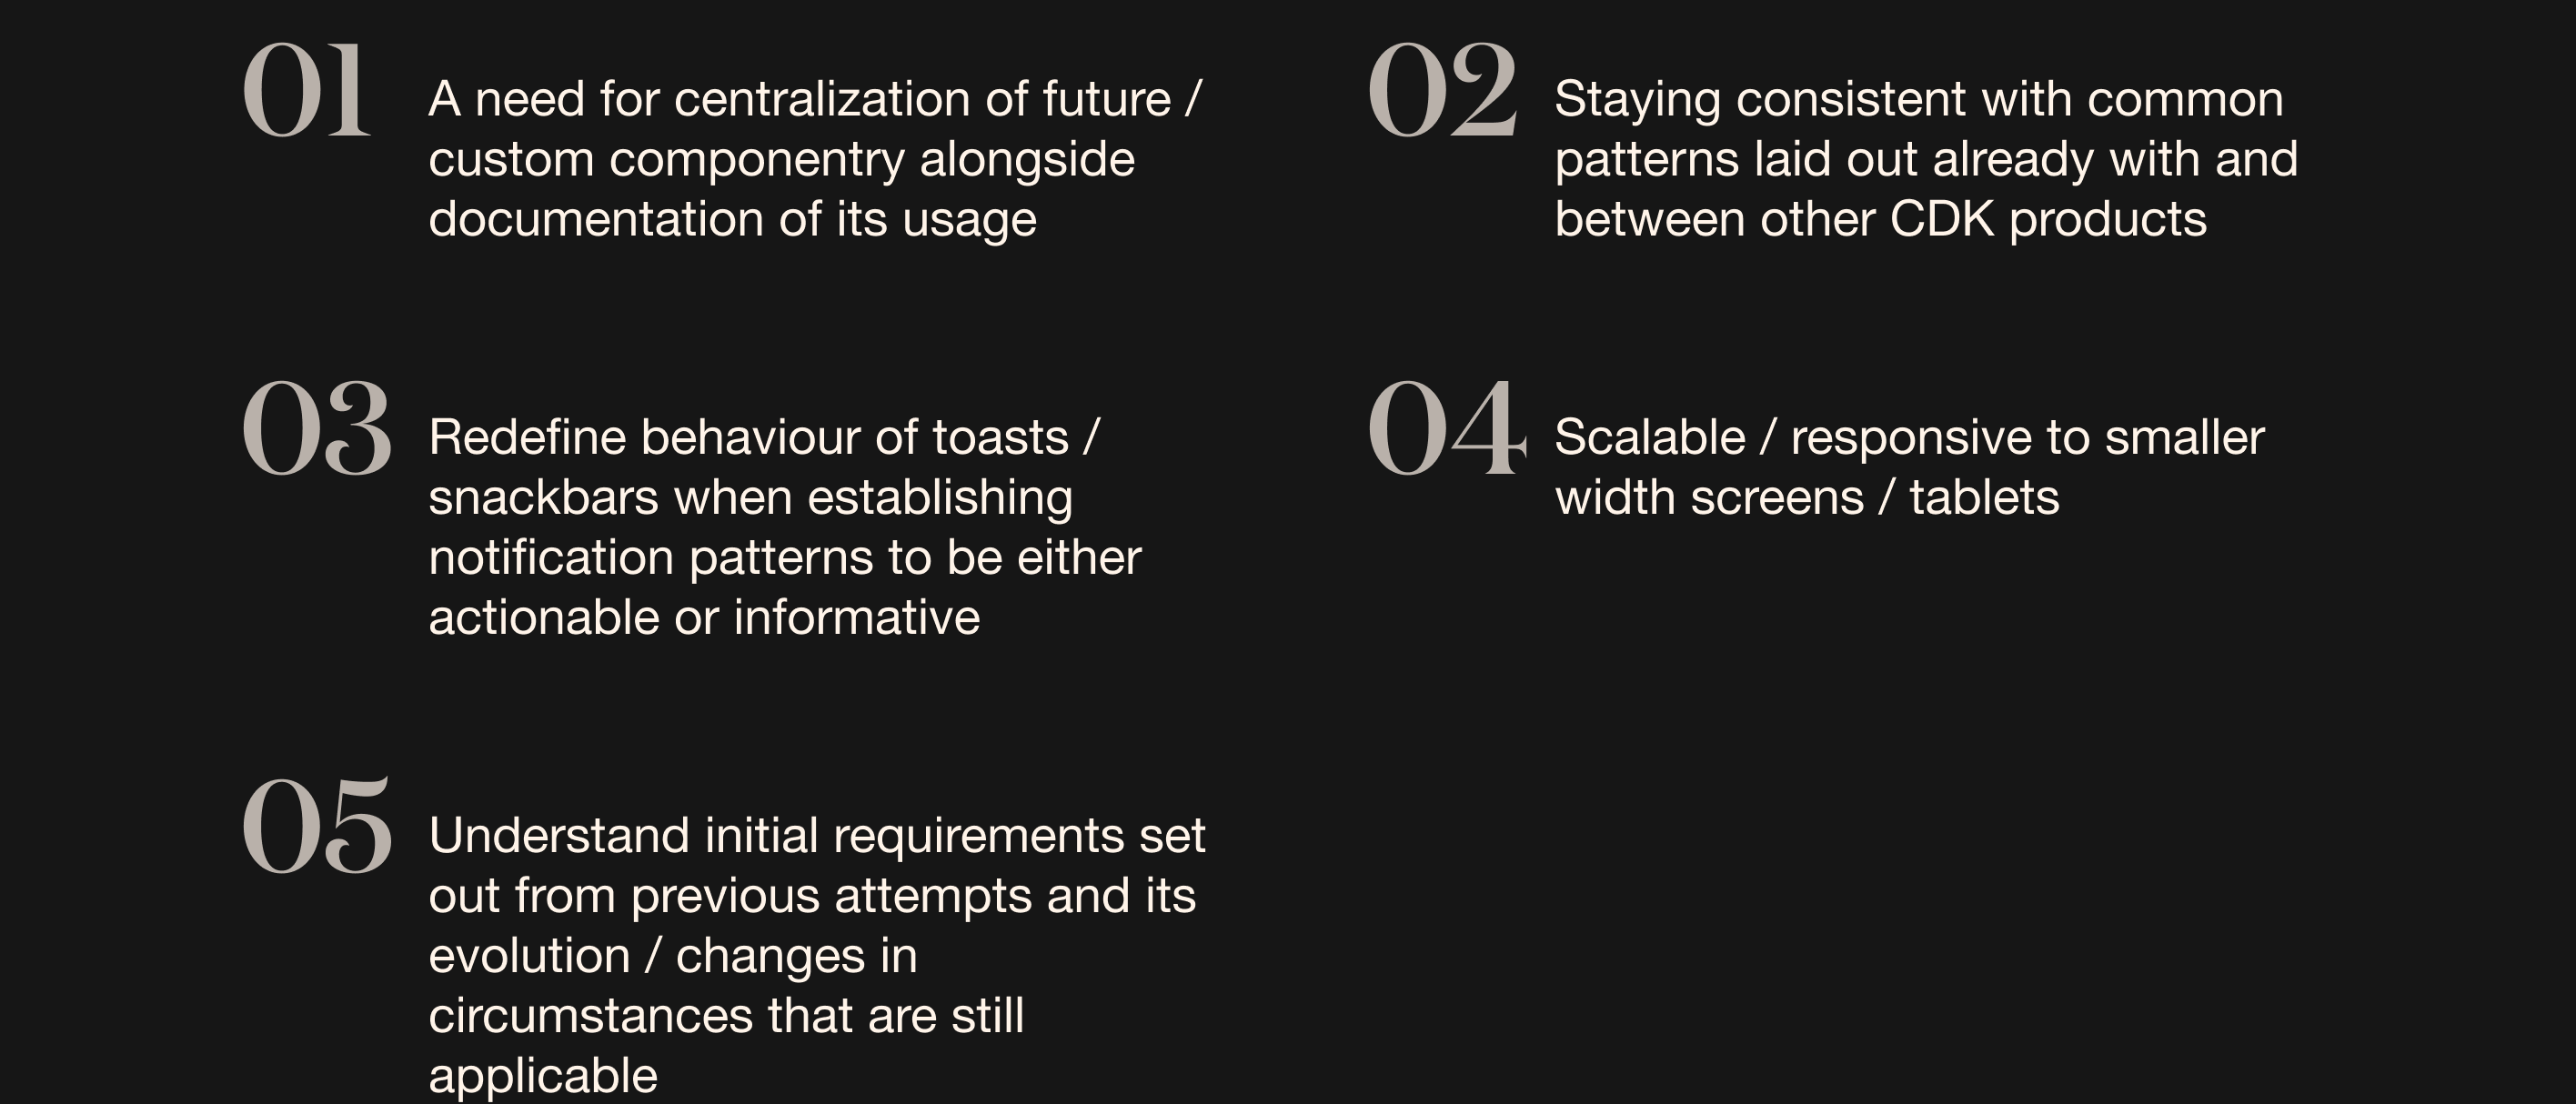 01
A need for centralization of future /
custom componentry alongside
documentation of its usage
02
Staying consistent with common
patterns laid out already with and
between other CDK products
03
Redefine behaviour of toasts /
snackbars when establishing
notification patterns to be either
actionable or informative
04
Scalable / responsive to smaller
width screens / tablets
05
Understand initial requirements set
out from previous attempts and its
evolution / changes in
circumstances that are still
applicable